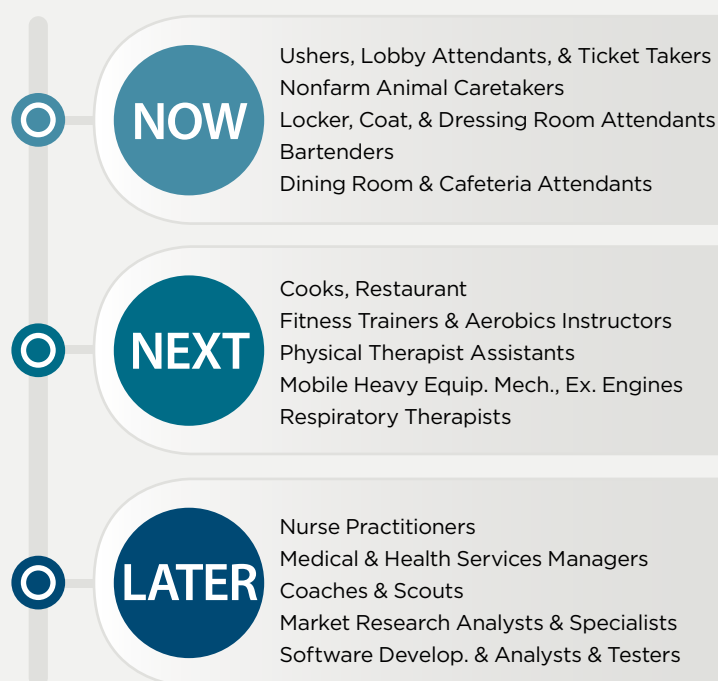 NOW
Ushers, Lobby Attendants, & Ticket Takers
Nonfarm Animal Caretakers
Locker, Coat, & Dressing Room Attendants
Bartenders
Dining Room & Cafeteria Attendants
NEXT
Cooks, Restaurant
Fitness Trainers & Aerobics Instructors
Physical Therapist Assistants
Mobile Heavy Equip. Mech., Ex. Engines
Respiratory Therapists
LATER
Nurse Practitioners
Medical & Health Services Managers
Coaches & Scouts
Market Research Analysts & Specialists
Software Develop. & Analysts & Testers